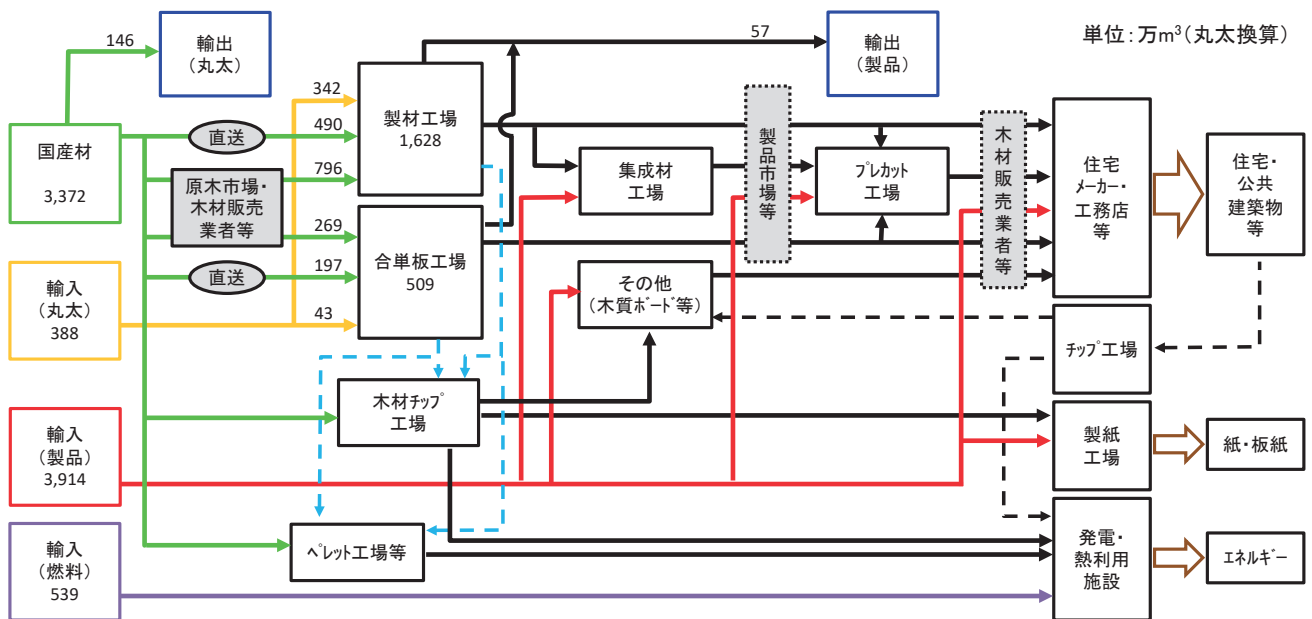 単位：万m³（丸太換算）
146
輸出
（丸太）
57
輸出
（製品）
国産材
3,372
直送
原木市場・
木材販売
業者等
直送
輸入
（丸太）
388
輸入
（製品）
3,914
輸入
（燃料）
539
342
490
796
269
197
43
製材工場
1,628
合単板工場
509
木材チップ
工場
ペレット工場等
集成材
工場
その他
（木質ボード等）
製品市場等
プレカット
工場
木材販売業者等
住宅
メーカー・
工務店
等
チップ工場
製紙
工場
発電・
熱利用
施設
住宅・
公共
建築物
等
紙・板紙
エネルギー